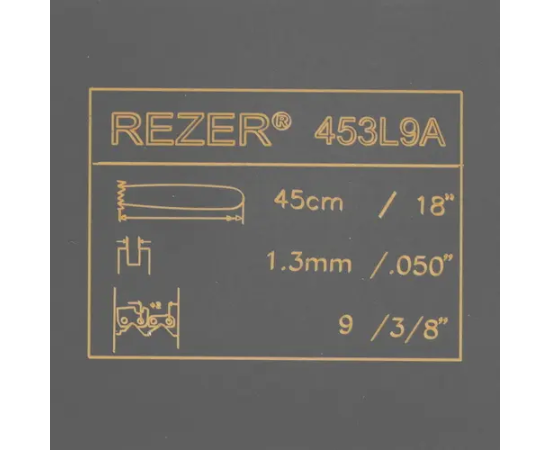 REZER® 453L9A
45cm / 18"
1.3mm /.050"
9 /3/8"